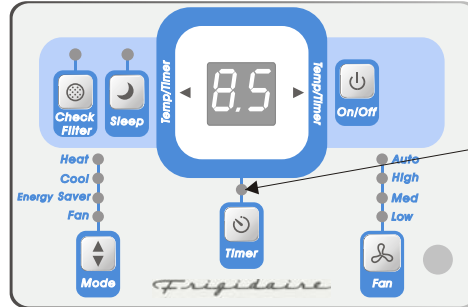 Temp/Timer
8.5
Temp/Timer
Check
Filter
Sleep
On/Off
Heat
Cool
Energy Saver
Fan
Auto
High
Med
Low
Timer
Mode
Frigidaire
Fan